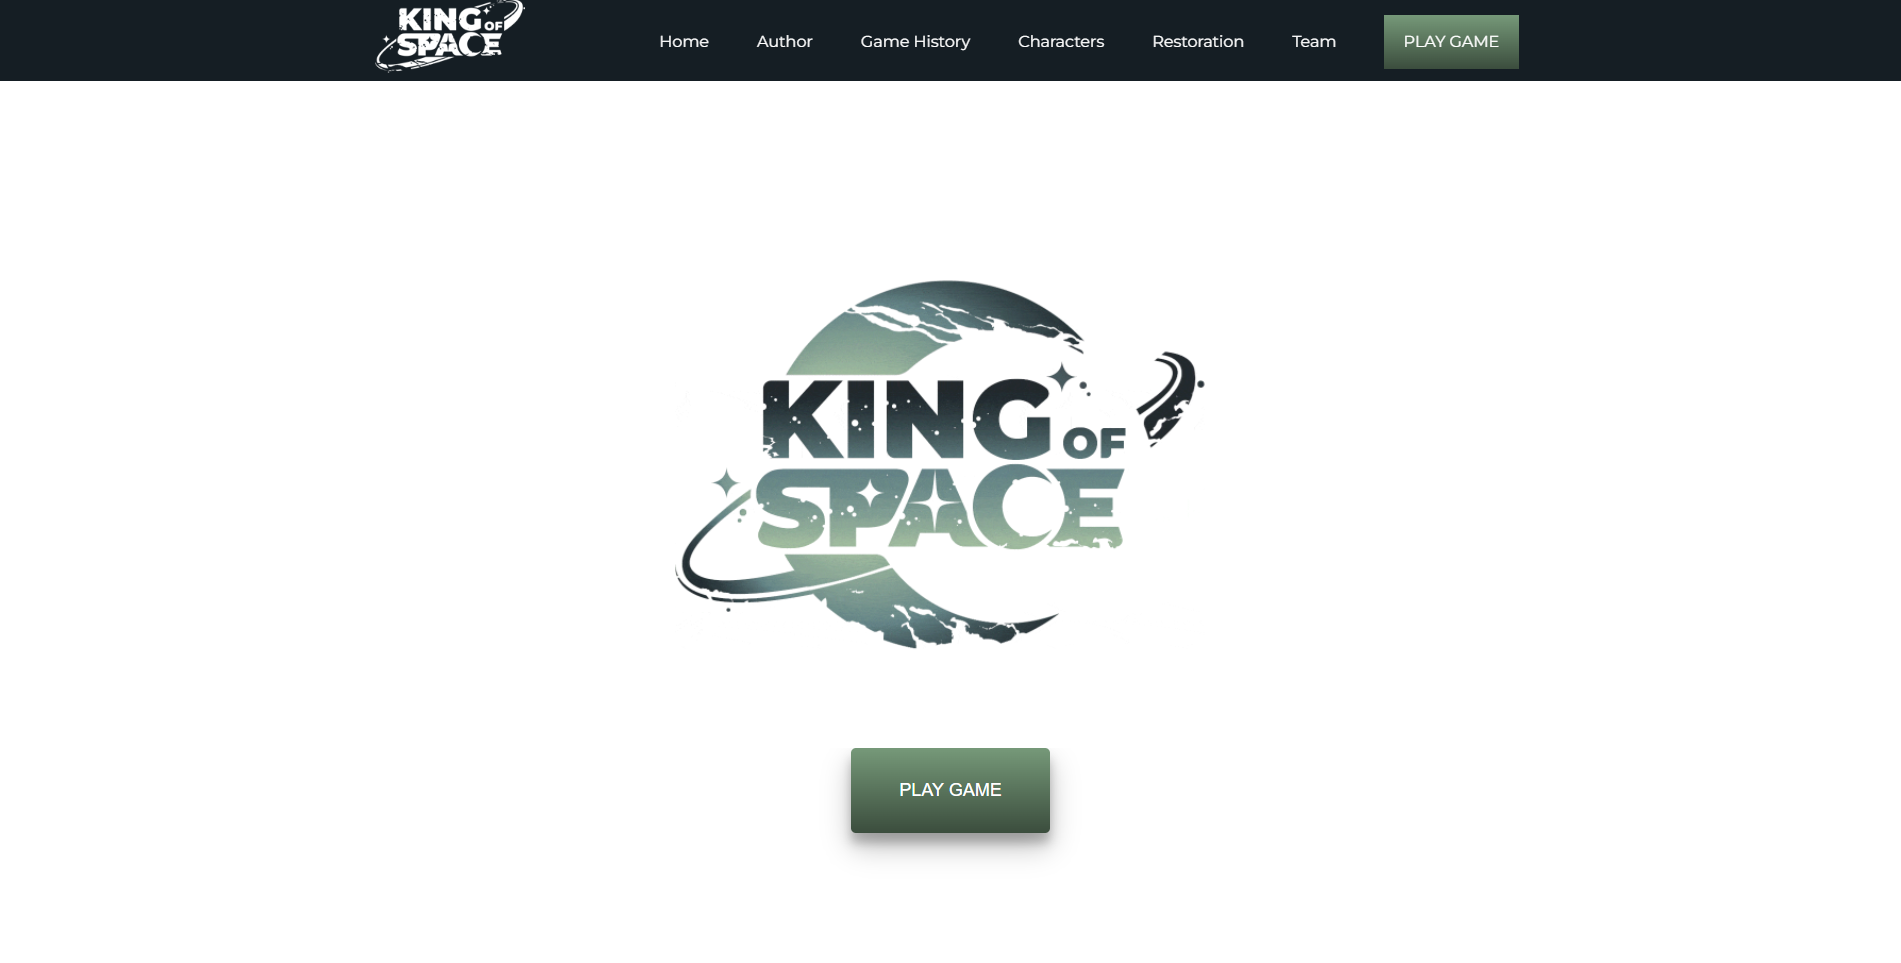 KING OF
SPACE
Home
Author
Game History
Characters
Restoration
Team
PLAY GAME
KING OF
SPACE
PLAY GAME